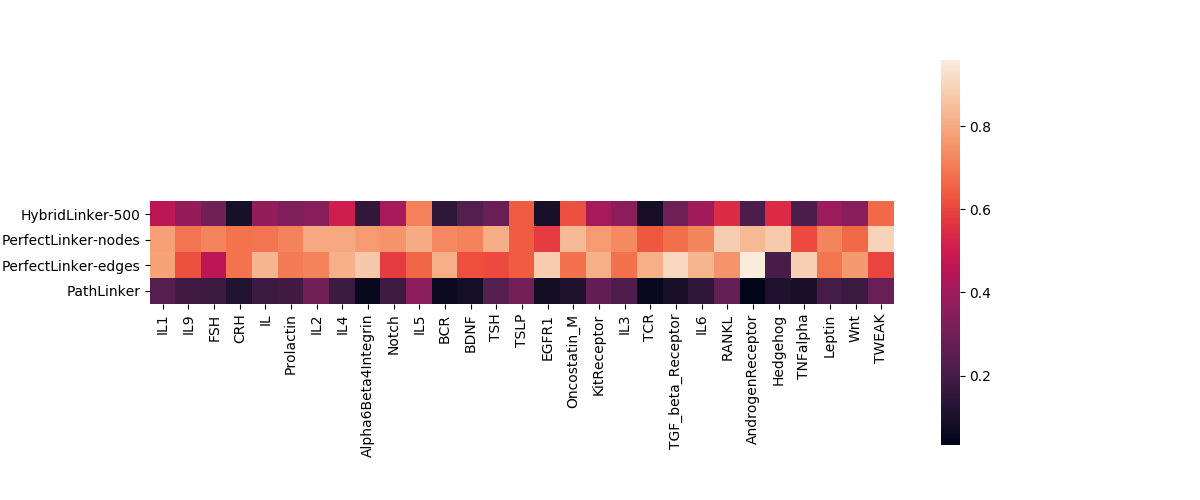 HybridLinker-500
PerfectLinker-nodes
PerfectLinker-edges
PathLinker
IL1
IL9
FSH
CRH
IL
Prolactin
IL2
IL4
Alpha6Beta4Integrin
Notch
IL5
BCR
BDNF
TSH
TSLP
EGFR1
Oncostatin_M
KitReceptor
IL3
TCR
TGF_beta_Receptor
IL6
RANKL
AndrogenReceptor
Hedgehog
TNFalpha
Leptin
Wnt
TWEAK
0.8
0.6
0.4
0.2